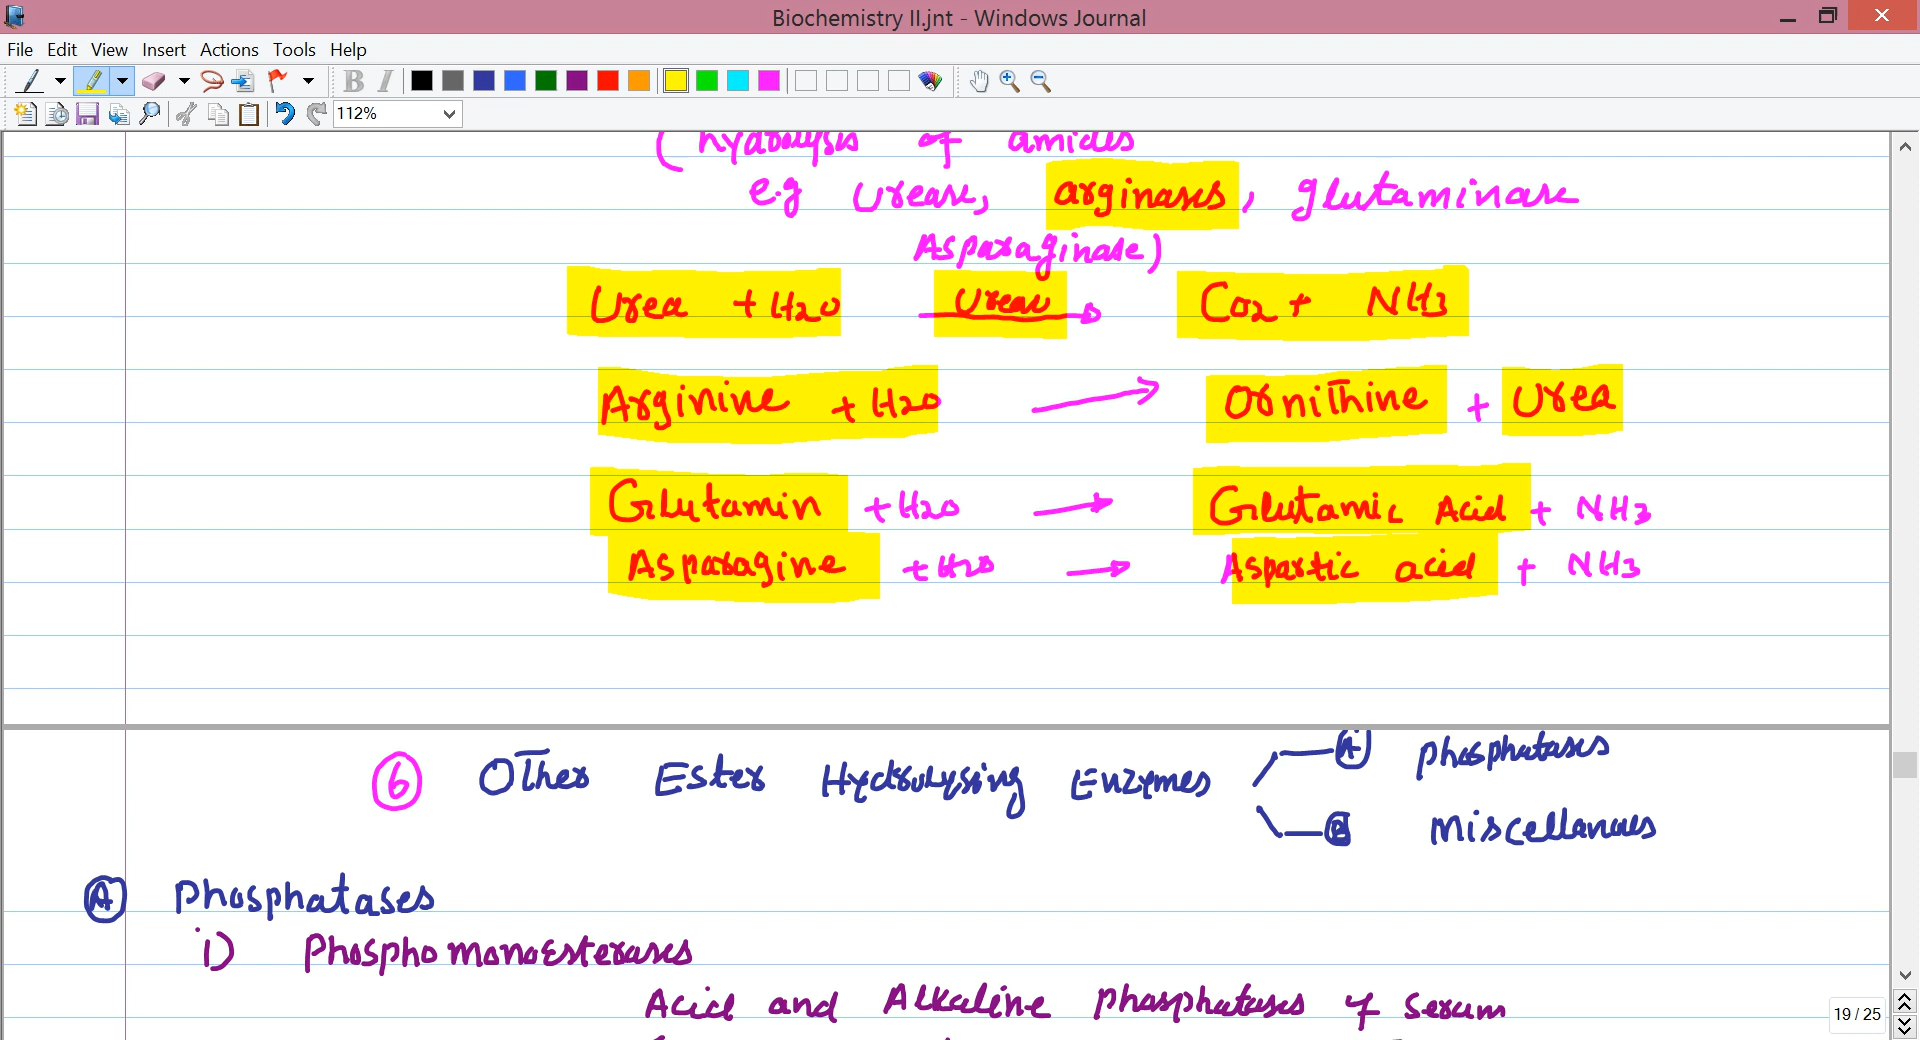 Biochemistry II.jnt - Windows Journal
File Edit View Insert Actions Tools Help
B I
112%
(hydrolysis of amides
e.g Urease, arginases, glutaminase
Asparaginase)
Urea + H2O Urease CO2 + NH3
Arginine + H2O Ornithine + Urea
Glutamin + H2O Glutamic Acid + NH3
Asparagine + H2O Aspartic acid + NH3
6 Other Ester Hydrolysing Enzymes
A Phosphatases
B Miscellanous
A Phosphatases
i) Phosphomonoesterases
Acid and Alkaline phosphatases of serum
19 / 25